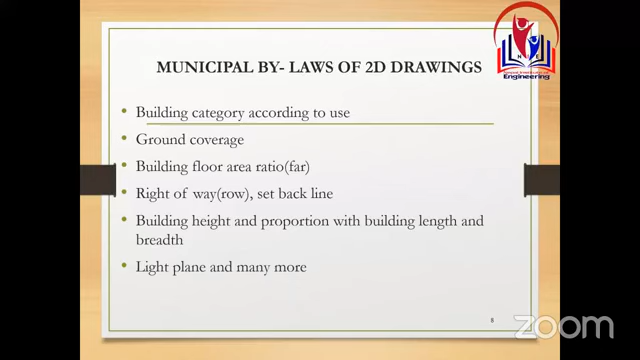 MUNICIPAL BY- LAWS OF 2D DRAWINGS
• Building category according to use
• Ground coverage
• Building floor area ratio(far)
• Right of way(row), set back line
• Building height and proportion with building length and
breadth
• Light plane and many more
Engineering
8
zoom